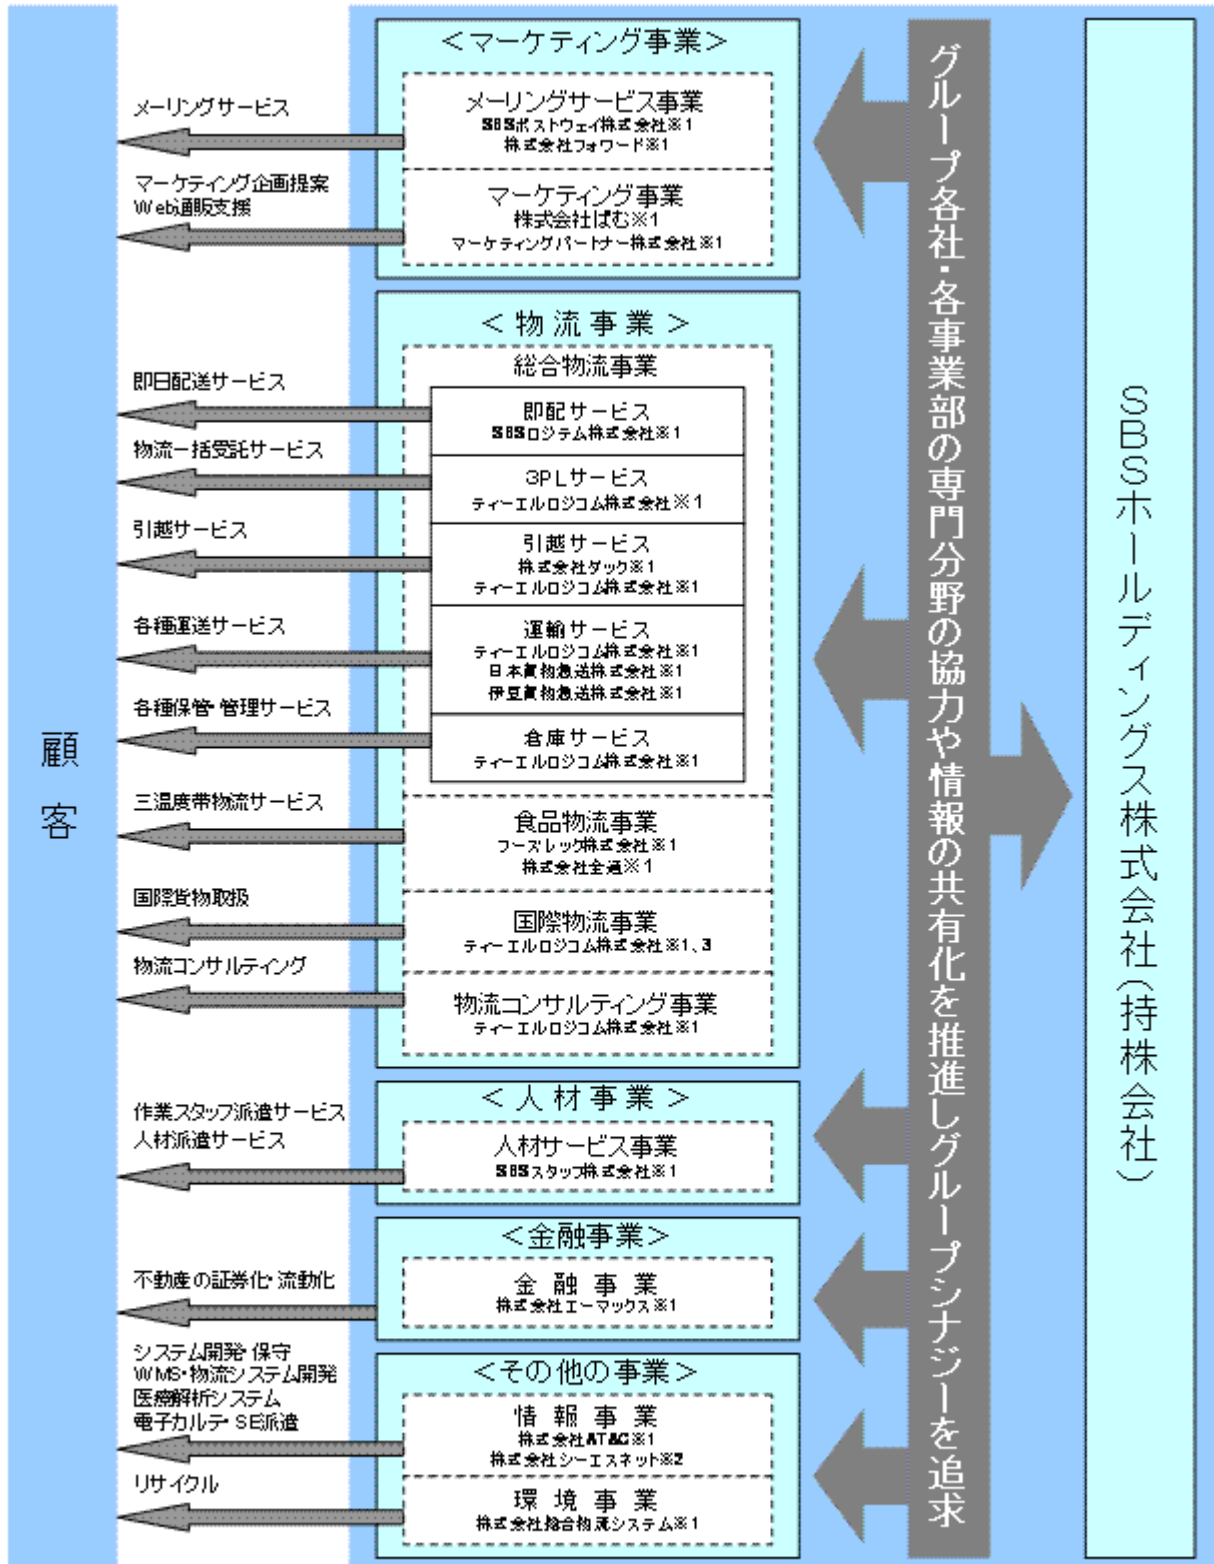 ＜マーケティング事業＞
メーリングサービス
メーリングサービス事業
SBSポストウェイ株式会社※1
株式会社フォワード※1
マーケティング企画提案
Web通販支援
マーケティング事業
株式会社ぱむ※1
マーケティングパートナー株式会社※1
＜物流事業＞
総合物流事業
即日配送サービス
即配サービス
SBSロジテム株式会社※1
物流一括受託サービス
3PLサービス
ティーエルロジコム株式会社※1
引越サービス
引越サービス
株式会社ダック※1
ティーエルロジコム株式会社※1
各種運送サービス
運輸サービス
ティーエルロジコム株式会社※1
日本貨物急送株式会社※1
伊豆貨物急送株式会社※1
各種保管・管理サービス
倉庫サービス
ティーエルロジコム株式会社※1
三温度帯物流サービス
食品物流事業
フーズレック株式会社※1
株式会社全通※1
国際貨物取扱
国際物流事業
ティーエルロジコム株式会社※1、3
物流コンサルティング
物流コンサルティング事業
ティーエルロジコム株式会社※1
＜人材事業＞
作業スタッフ派遣サービス
人材派遣サービス
人材サービス事業
SBSスタッフ株式会社※1
＜金融事業＞
不動産の証券化・流動化
金融事業
株式会社エーマックス※1
＜その他の事業＞
システム開発・保守
WMS・物流システム開発
医療解析システム
電子カルテ・SE派遣
情報事業
株式会社AT&C※1
株式会社シーエスネット※2
リサイクル
環境事業
株式会社総合物流システム※1
顧客
グループ各社・各事業部の専門分野の協力や情報の共有化を推進しグループシナジーを追求
SBSホールディングス株式会社（持株会社）